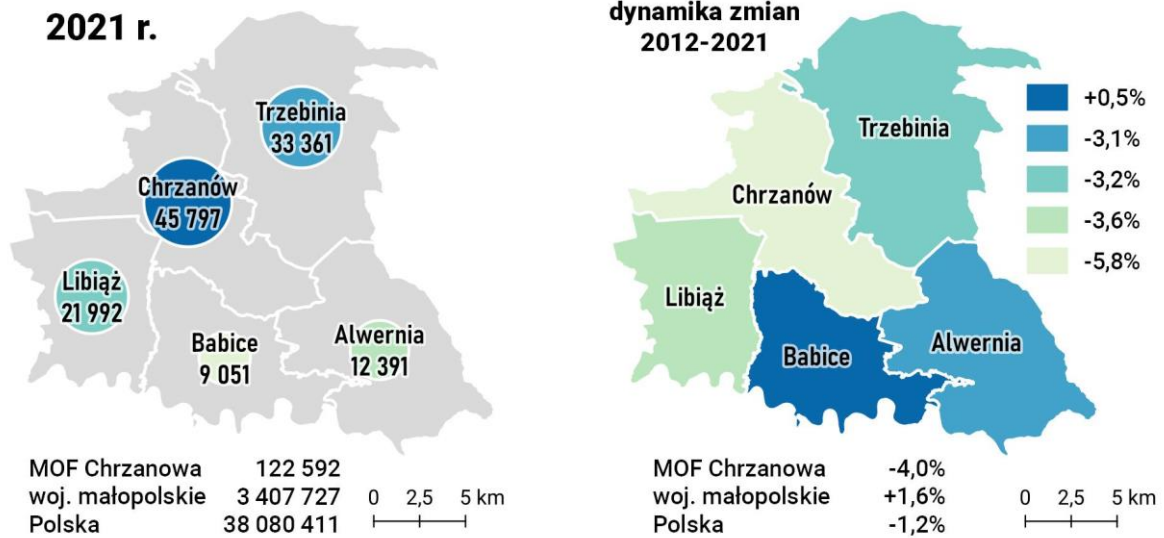 2021 r.
Trzebinia
33 361
Chrzanów
45 797
Libiąż
21 992
Babice
9 051
Alwernia
12 391
MOF Chrzanowa 122 592
woj. małopolskie 3 407 727
Polska 38 080 411
0 2,5 5 km
dynamika zmian
2012-2021
Trzebinia
Chrzanów
Libiąż
Babice
Alwernia
+0,5%
-3,1%
-3,2%
-3,6%
-5,8%
MOF Chrzanowa -4,0%
woj. małopolskie +1,6%
Polska -1,2%
0 2,5 5 km